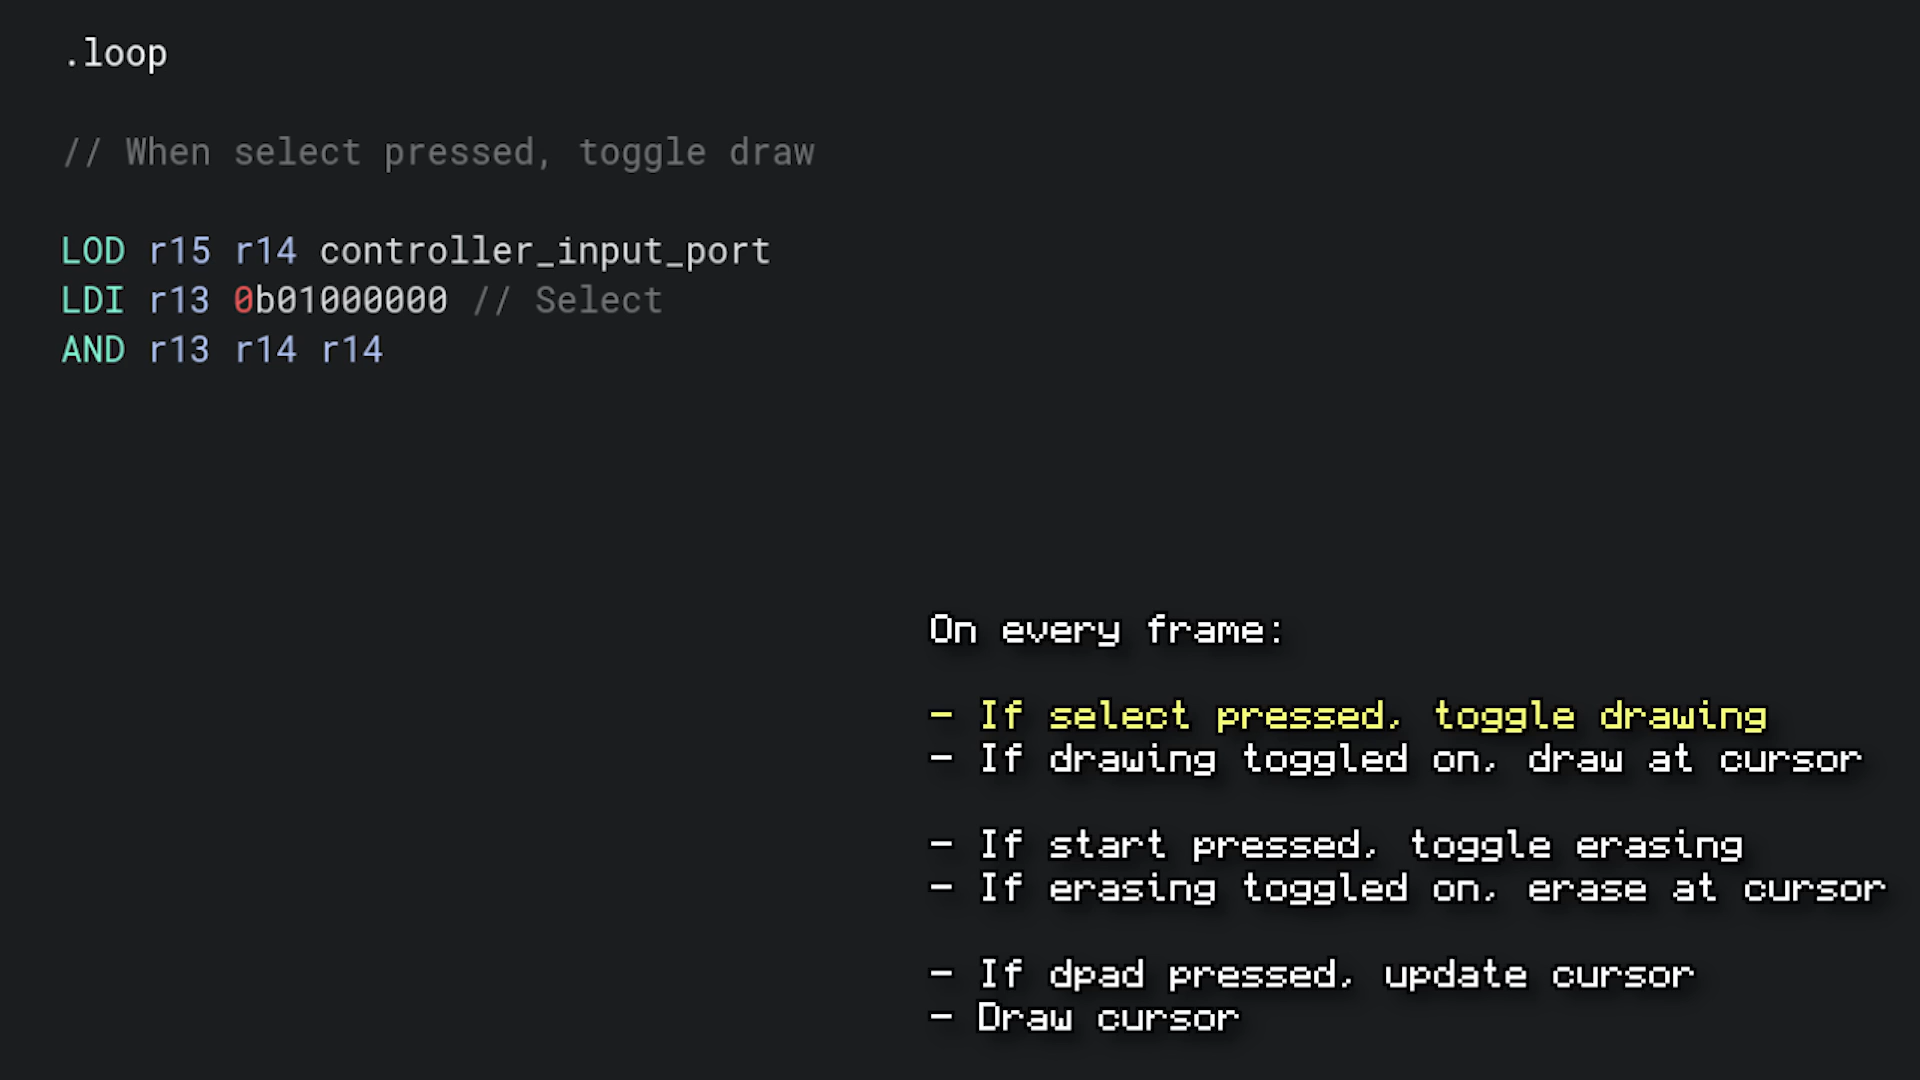 .loop
// When select pressed, toggle draw
LOD r15 r14 controller_input_port
LDI r13 0b01000000 // Select
AND r13 r14 r14
On every frame:
- If select pressed, toggle drawing
- If drawing toggled on, draw at cursor
- If start pressed, toggle erasing
- If erasing toggled on, erase at cursor
- If dpad pressed, update cursor
- Draw cursor